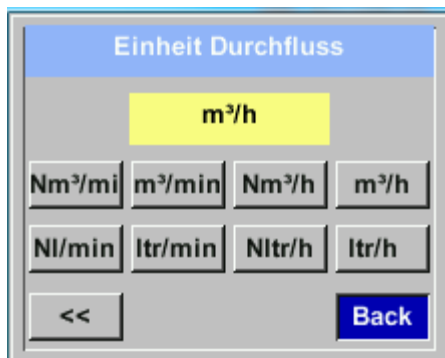 Einheit Durchfluss
m³/h
Nm³/mi m³/min Nm³/h m³/h
Nl/min ltr/min Nltr/h ltr/h
<< Back